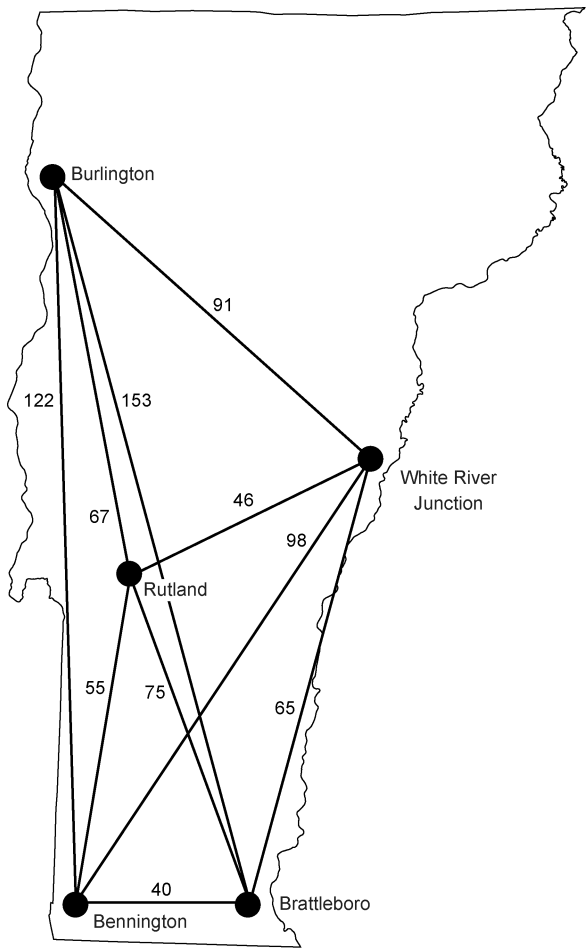 Burlington
91
122
153
White River
Junction
46
67
98
Rutland
55
75
65
40
Brattleboro
Bennington